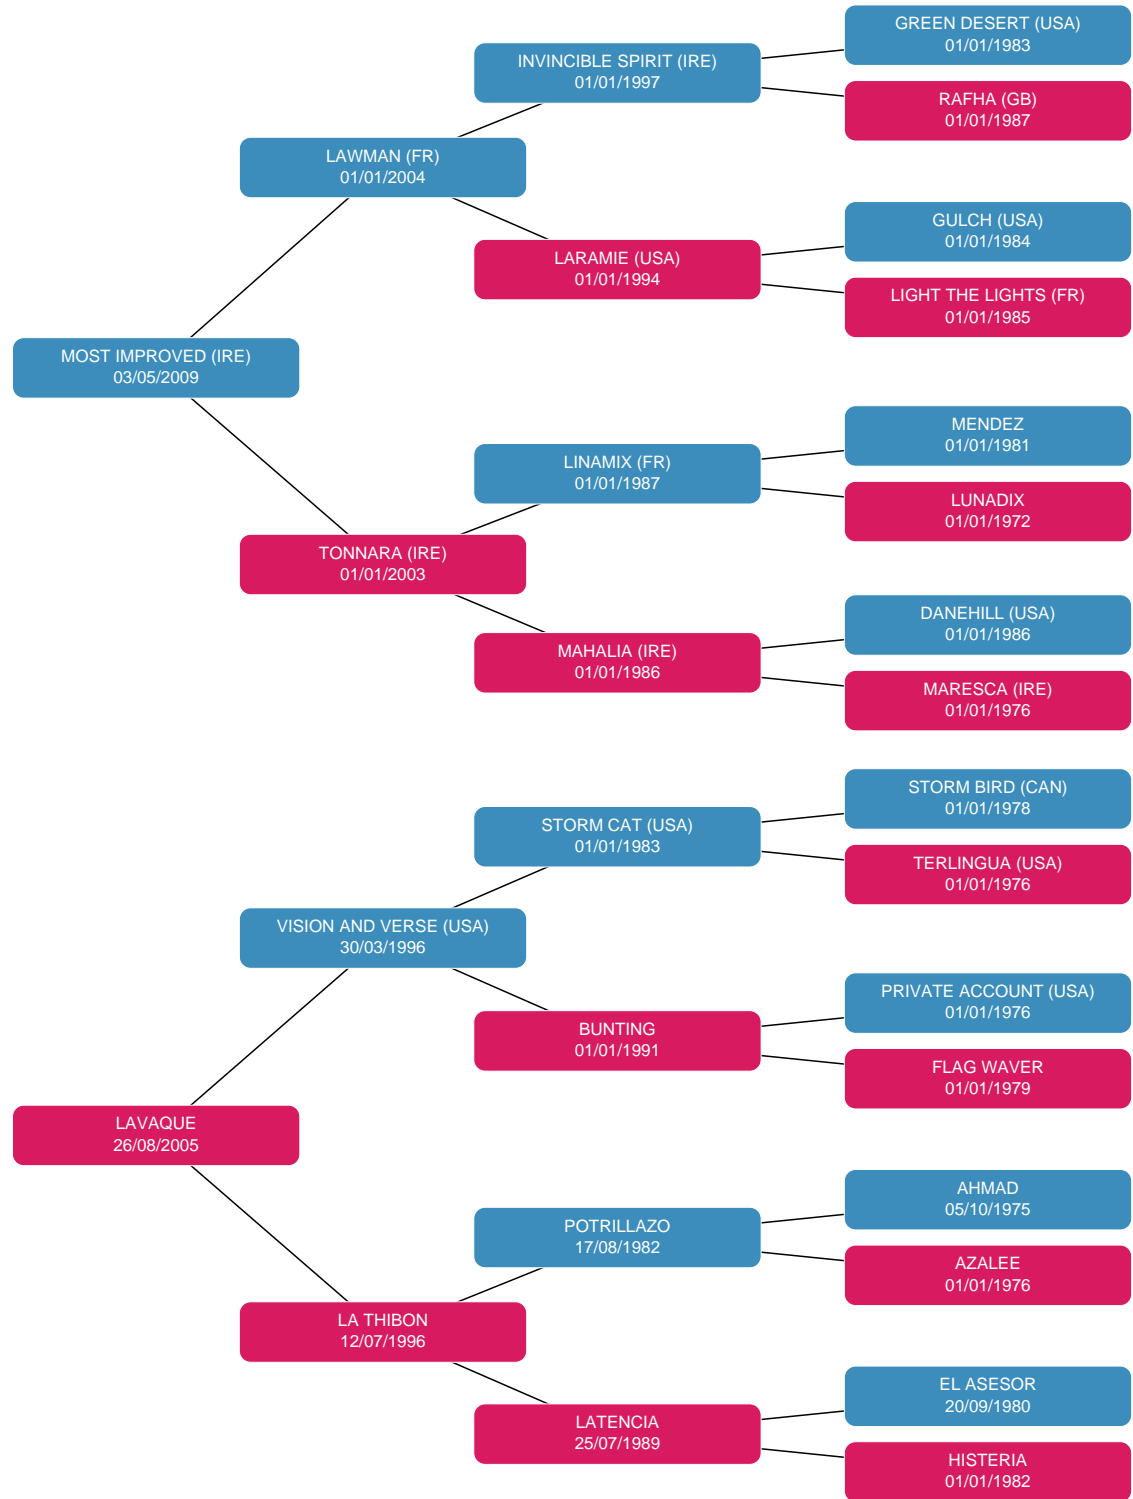 GREEN DESERT (USA)
01/01/1983
INVINCIBLE SPIRIT (IRE)
01/01/1997
RAFHA (GB)
01/01/1987
LAWMAN (FR)
01/01/2004
GULCH (USA)
01/01/1984
LARAMIE (USA)
01/01/1994
LIGHT THE LIGHTS (FR)
01/01/1985
MOST IMPROVED (IRE)
03/05/2009
MENDEZ
01/01/1981
LINAMIX (FR)
01/01/1987
LUNADIX
01/01/1972
TONNARA (IRE)
01/01/2003
DANEHILL (USA)
01/01/1986
MAHALIA (IRE)
01/01/1986
MARESCA (IRE)
01/01/1976
STORM BIRD (CAN)
01/01/1978
STORM CAT (USA)
01/01/1983
TERLINGUA (USA)
01/01/1976
VISION AND VERSE (USA)
30/03/1996
PRIVATE ACCOUNT (USA)
01/01/1976
BUNTING
01/01/1991
FLAG WAVER
01/01/1979
LAVAQUE
26/08/2005
AHMAD
05/10/1975
POTRILLAZO
17/08/1982
AZALEE
01/01/1976
LA THIBON
12/07/1996
EL ASESOR
20/09/1980
LATENCIA
25/07/1989
HISTERIA
01/01/1982